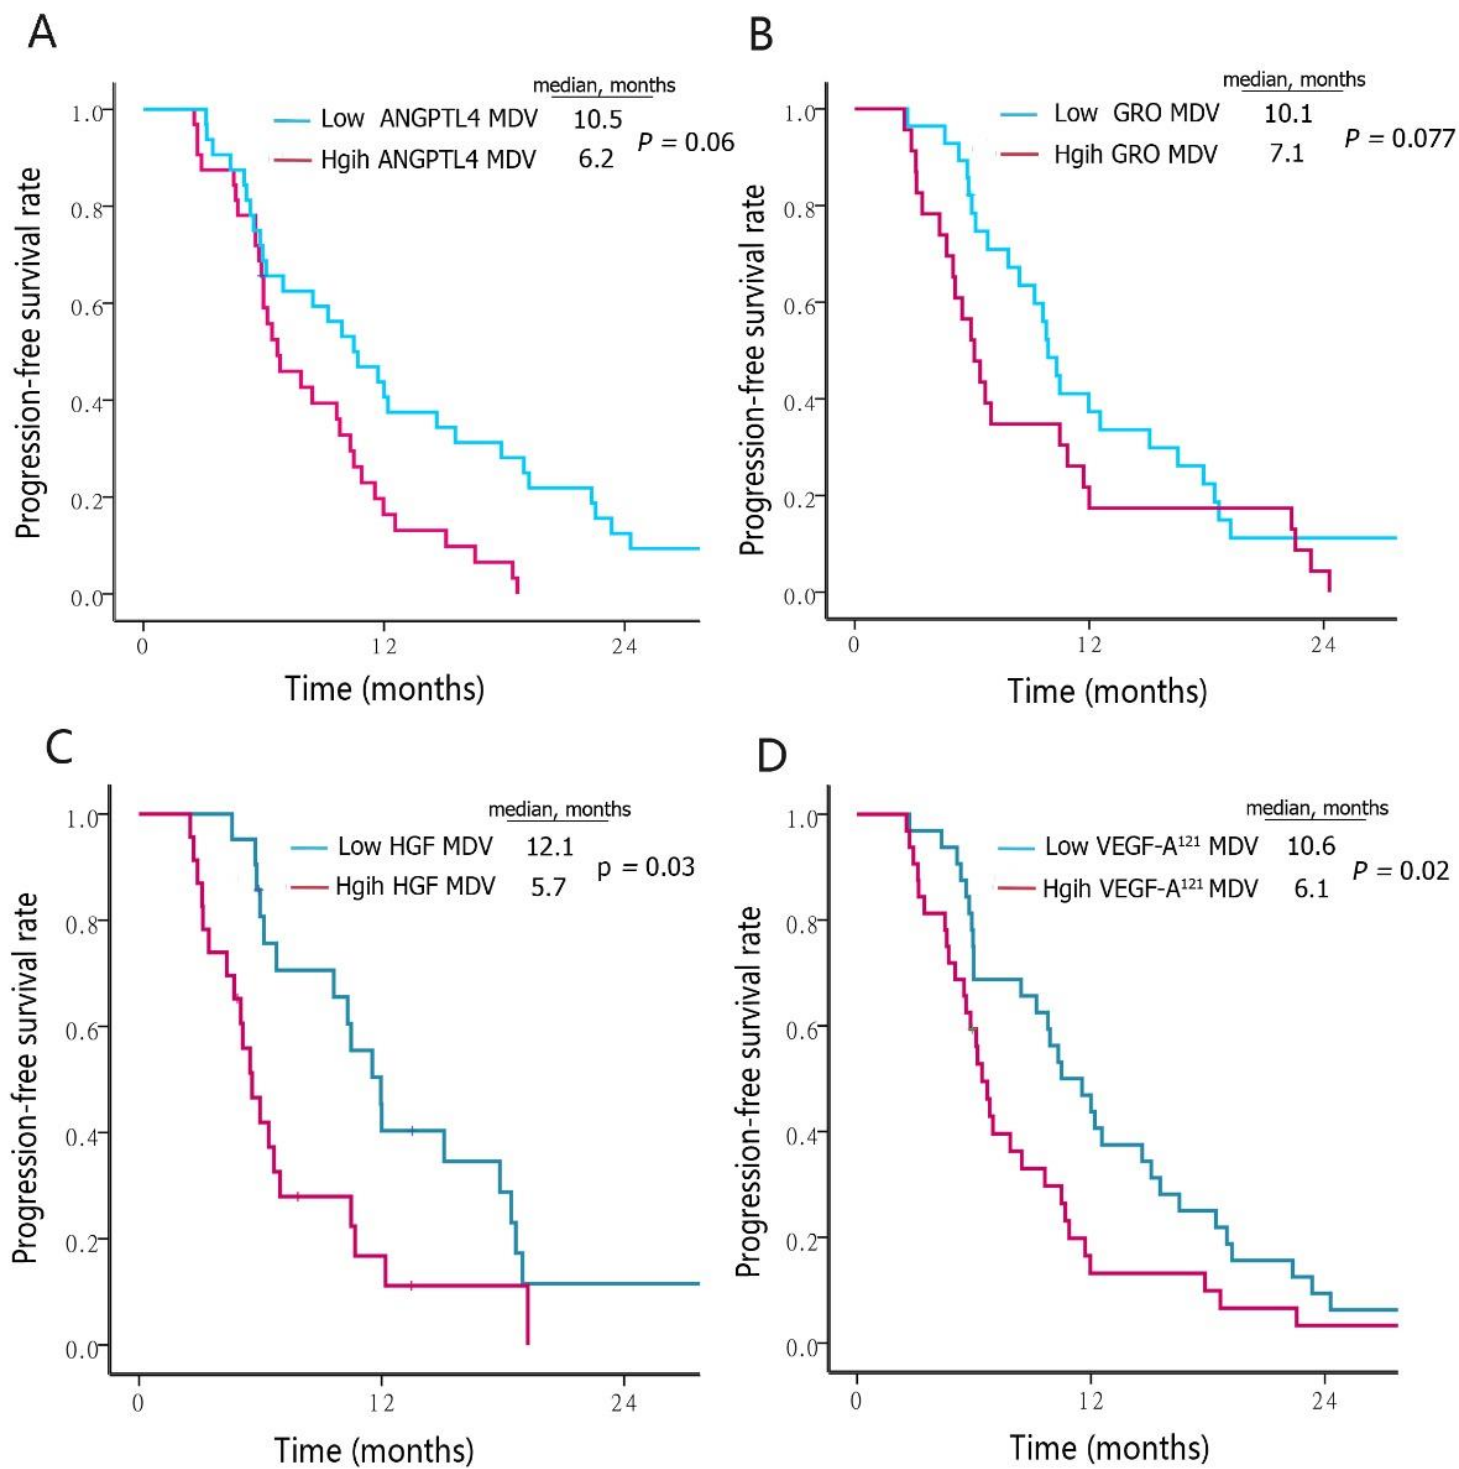 A
median, months
Low ANGPTL4 MDV 10.5
Hgih ANGPTL4 MDV 6.2
P = 0.06
Progression-free survival rate
1.0
0.8
0.6
0.4
0.2
0.0
0 12 24
Time (months)
B
median, months
Low GRO MDV 10.1
Hgih GRO MDV 7.1
P = 0.077
Progression-free survival rate
1.0
0.8
0.6
0.4
0.2
0.0
0 12 24
Time (months)
C
median, months
Low HGF MDV 12.1
Hgih HGF MDV 5.7
p = 0.03
Progression-free survival rate
1.0
0.8
0.6
0.4
0.2
0.0
0 12 24
Time (months)
D
median, months
Low VEGF-A¹²¹ MDV 10.6
Hgih VEGF-A¹²¹ MDV 6.1
P = 0.02
Progression-free survival rate
1.0
0.8
0.6
0.4
0.2
0.0
0 12 24
Time (months)